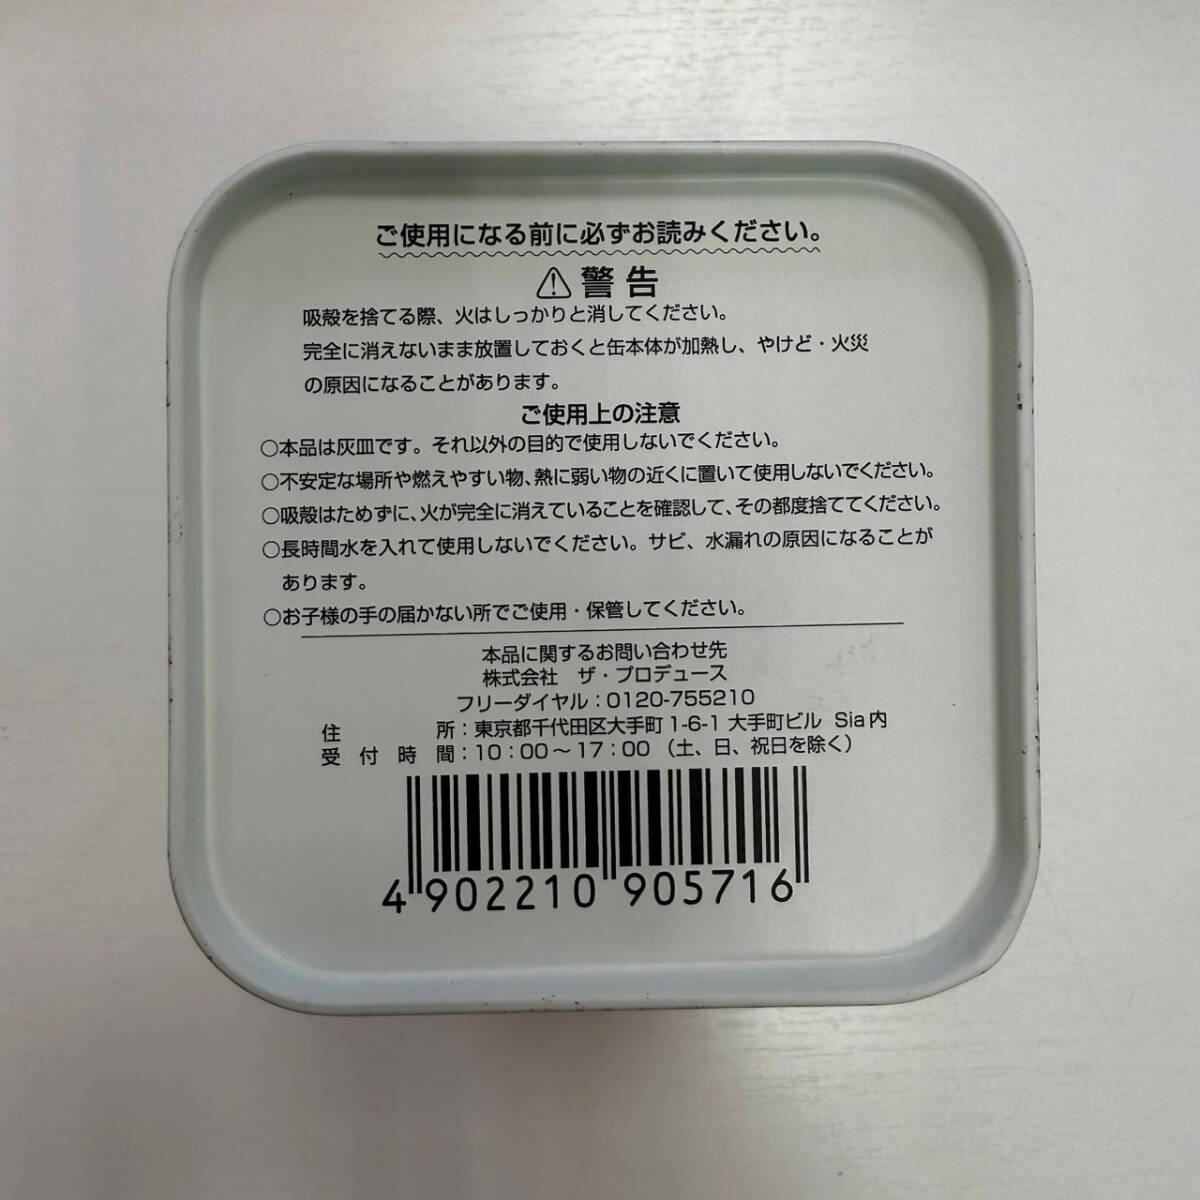 ご使用になる前に必ずお読みください。
⚠警告
吸殻を捨てる際、火はしっかりと消してください。
完全に消えないまま放置しておくと缶本体が加熱し、やけど・火災
の原因になることがあります。
ご使用上の注意
○本品は灰皿です。それ以外の目的で使用しないでください。
○不安定な場所や燃えやすい物、熱に弱い物の近くに置いて使用しないでください。
○吸殻はためずに、火が完全に消えていることを確認して、その都度捨ててください。
○長時間水を入れて使用しないでください。サビ、水漏れの原因になることが
あります。
○お子様の手の届かない所でご使用・保管してください。
本品に関するお問い合わせ先
株式会社 ザ・プロデュース
フリーダイヤル：0120-755210
住所：東京都千代田区大手町1-6-1 大手町ビル Sia内
受付時間：10：00～17：00（土、日、祝日を除く）
4 902210 905716